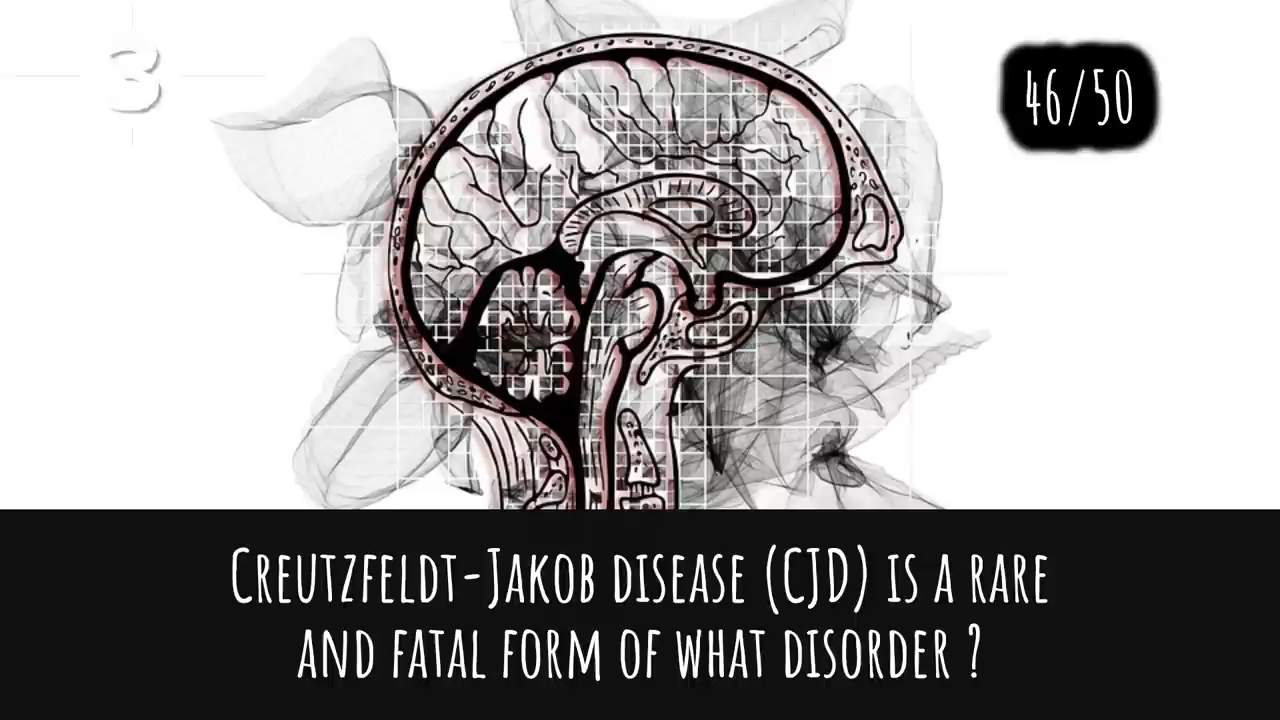 3
46/50
Creutzfeldt-Jakob disease (CJD) is a rare
and fatal form of what disorder ?